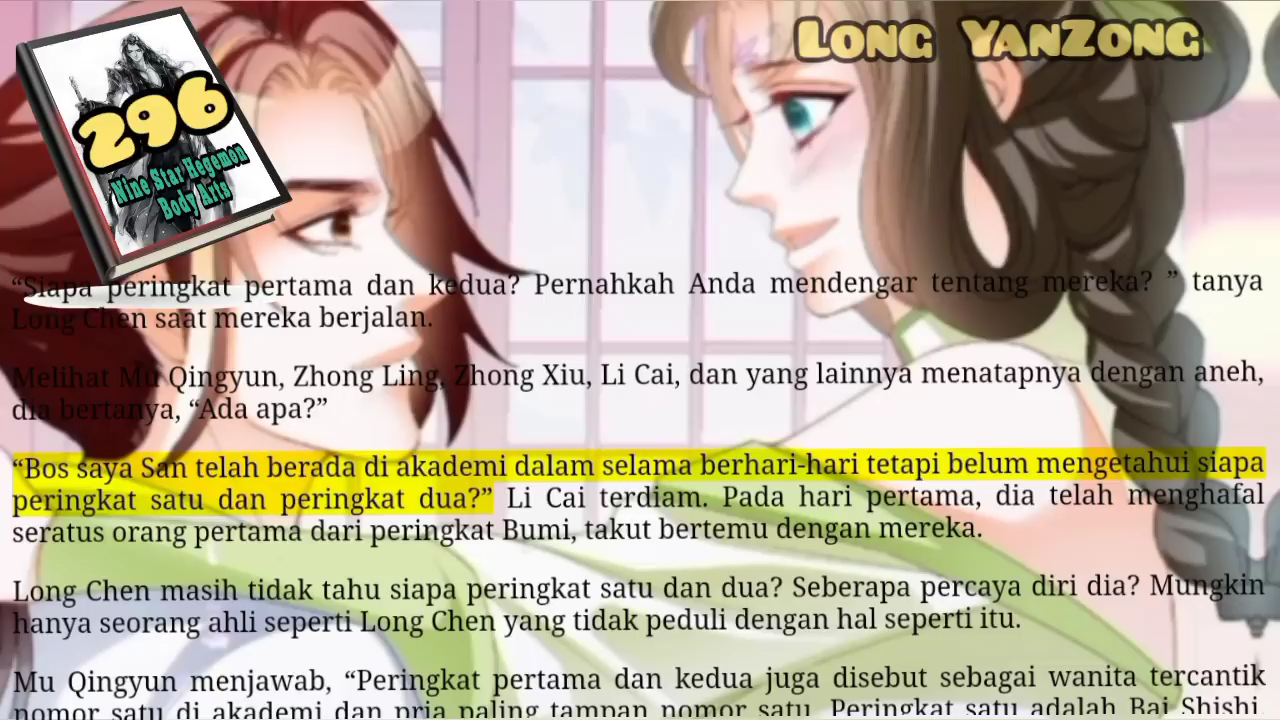 LONG YANZONG
296
Nine Star Hegemon
Body Arts
“Siapa peringkat pertama dan kedua? Pernahkah Anda mendengar tentang mereka? ” tanya
Long Chen saat mereka berjalan.
Melihat Mu Qingyun, Zhong Ling, Zhong Xiu, Li Cai, dan yang lainnya menatapnya dengan aneh,
dia bertanya, “Ada apa?”
“Bos saya San telah berada di akademi dalam selama berhari-hari tetapi belum mengetahui siapa
peringkat satu dan peringkat dua?” Li Cai terdiam. Pada hari pertama, dia telah menghafal
seratus orang pertama dari peringkat Bumi, takut bertemu dengan mereka.
Long Chen masih tidak tahu siapa peringkat satu dan dua? Seberapa percaya diri dia? Mungkin
hanya seorang ahli seperti Long Chen yang tidak peduli dengan hal seperti itu.
Mu Qingyun menjawab, “Peringkat pertama dan kedua juga disebut sebagai wanita tercantik
nomor satu di akademi dan pria paling tampan nomor satu. Peringkat satu adalah Bai Shishi,